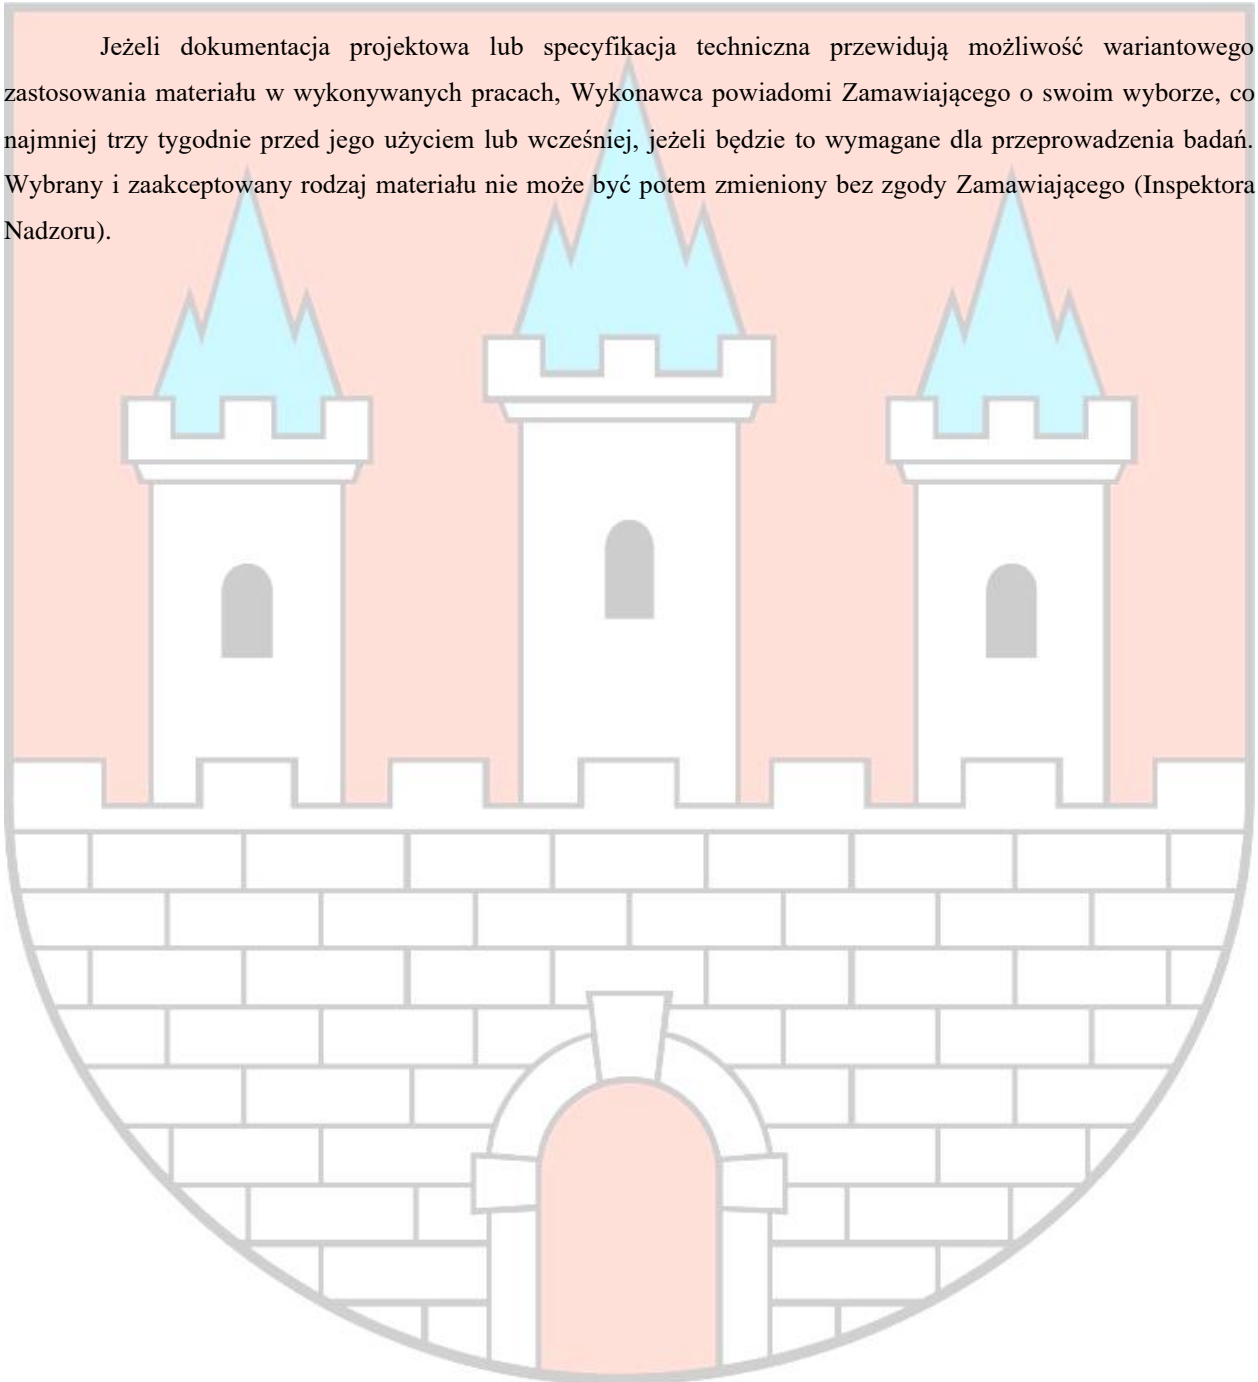 Jeżeli dokumentacja projektowa lub specyfikacja techniczna przewidują możliwość wariantowego
zastosowania materiału w wykonywanych pracach, Wykonawca powiadomi Zamawiającego o swoim wyborze, co
najmniej trzy tygodnie przed jego użyciem lub wcześniej, jeżeli będzie to wymagane dla przeprowadzenia badań.
Wybrany i zaakceptowany rodzaj materiału nie może być potem zmieniony bez zgody Zamawiającego (Inspektora
Nadzoru).